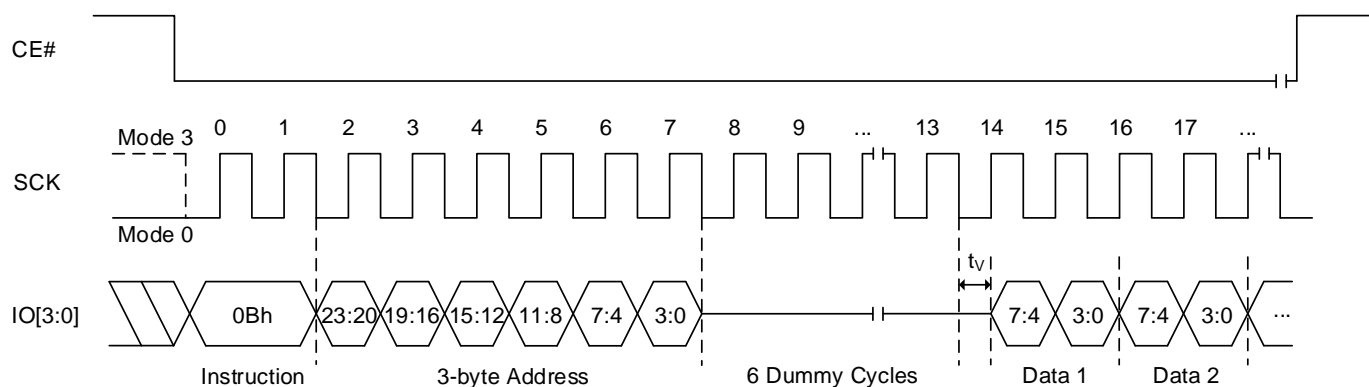 CE#
0 1 2 3 4 5 6 7 8 9 ... 13 14 15 16 17 ...
Mode 3
SCK
Mode 0
tV
IO[3:0] 0Bh 23:20 19:16 15:12 11:8 7:4 3:0 7:4 3:0 7:4 3:0 ...
Instruction 3-byte Address 6 Dummy Cycles Data 1 Data 2